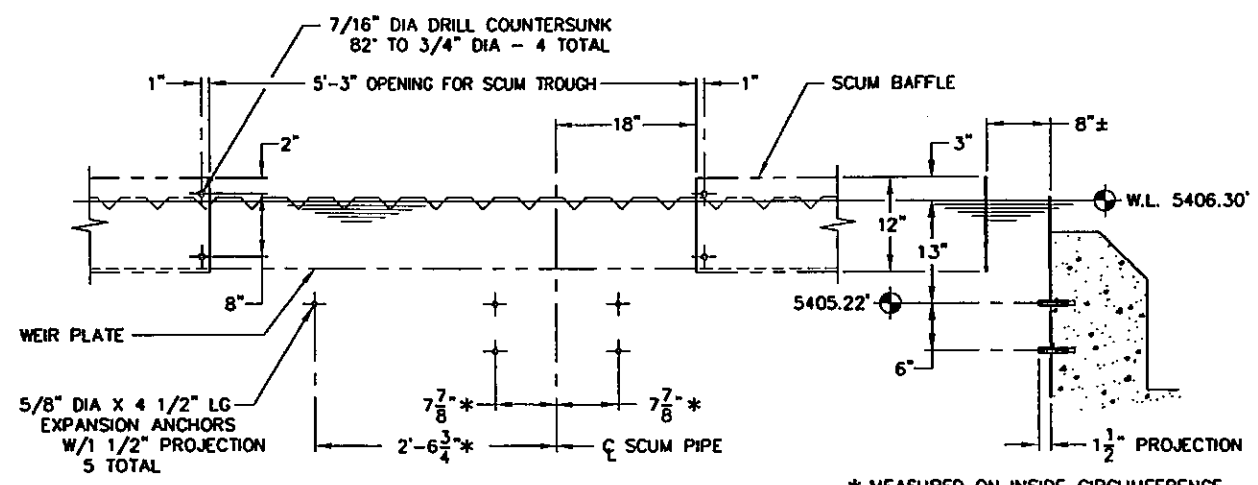 7/16" DIA DRILL COUNTERSUNK
82° TO 3/4" DIA - 4 TOTAL
1"
5'-3" OPENING FOR SCUM TROUGH
1"
SCUM BAFFLE
18"
8"±
2"
3"
W.L. 5406.30'
12"
13"
8"
5405.22'
WEIR PLATE
6"
5/8" DIA X 4 1/2" LG
EXPANSION ANCHORS
W/1 1/2" PROJECTION
5 TOTAL
7 7/8" *
7 7/8" *
2'-6 3/4" *
℄ SCUM PIPE
1 1/2" PROJECTION
* MEASURED ON INSIDE CIRCUMFERENCE